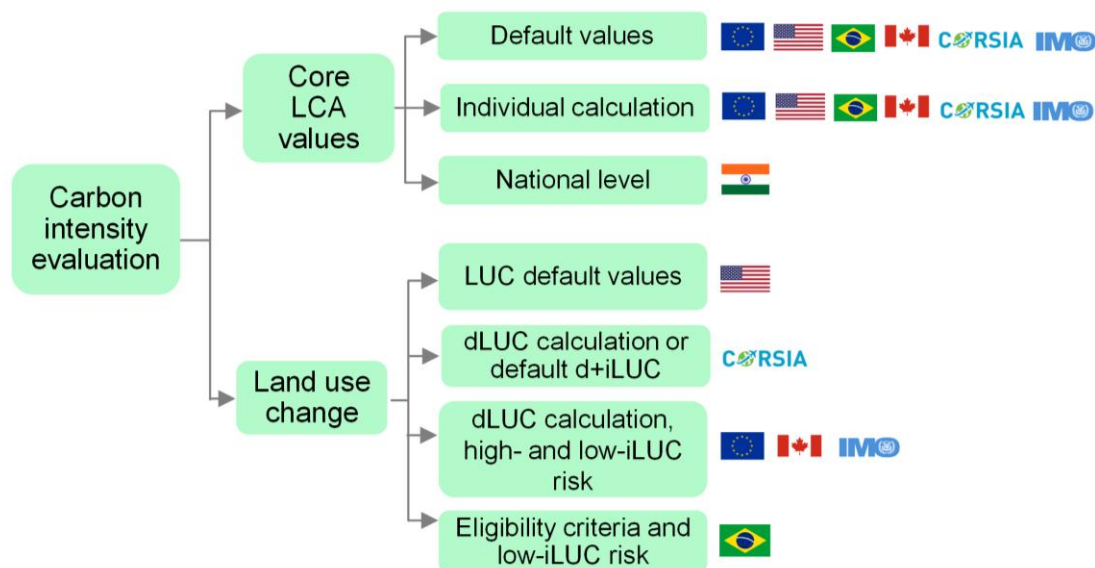 Default values
CORSIA
IMO
Core
LCA
values
Individual calculation
CORSIA
IMO
National level
Carbon
intensity
evaluation
LUC default values
dLUC calculation or
default d+iLUC
CORSIA
Land use
change
dLUC calculation,
high- and low-iLUC
risk
IMO
Eligibility criteria and
low-iLUC risk